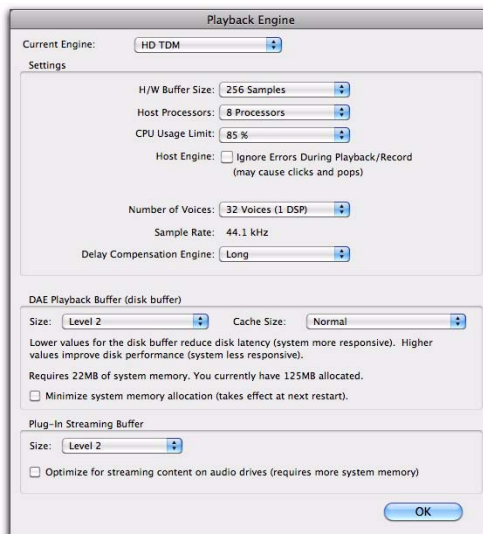 Playback Engine
Current Engine: HD TDM
Settings
H/W Buffer Size: 256 Samples
Host Processors: 8 Processors
CPU Usage Limit: 85 %
Host Engine: Ignore Errors During Playback/Record
(may cause clicks and pops)
Number of Voices: 32 Voices (1 DSP)
Sample Rate: 44.1 kHz
Delay Compensation Engine: Long
DAE Playback Buffer (disk buffer)
Size: Level 2 Cache Size: Normal
Lower values for the disk buffer reduce disk latency (system more responsive). Higher
values improve disk performance (system less responsive).
Requires 22MB of system memory. You currently have 125MB allocated.
Minimize system memory allocation (takes effect at next restart).
Plug-In Streaming Buffer
Size: Level 2
Optimize for streaming content on audio drives (requires more system memory)
OK